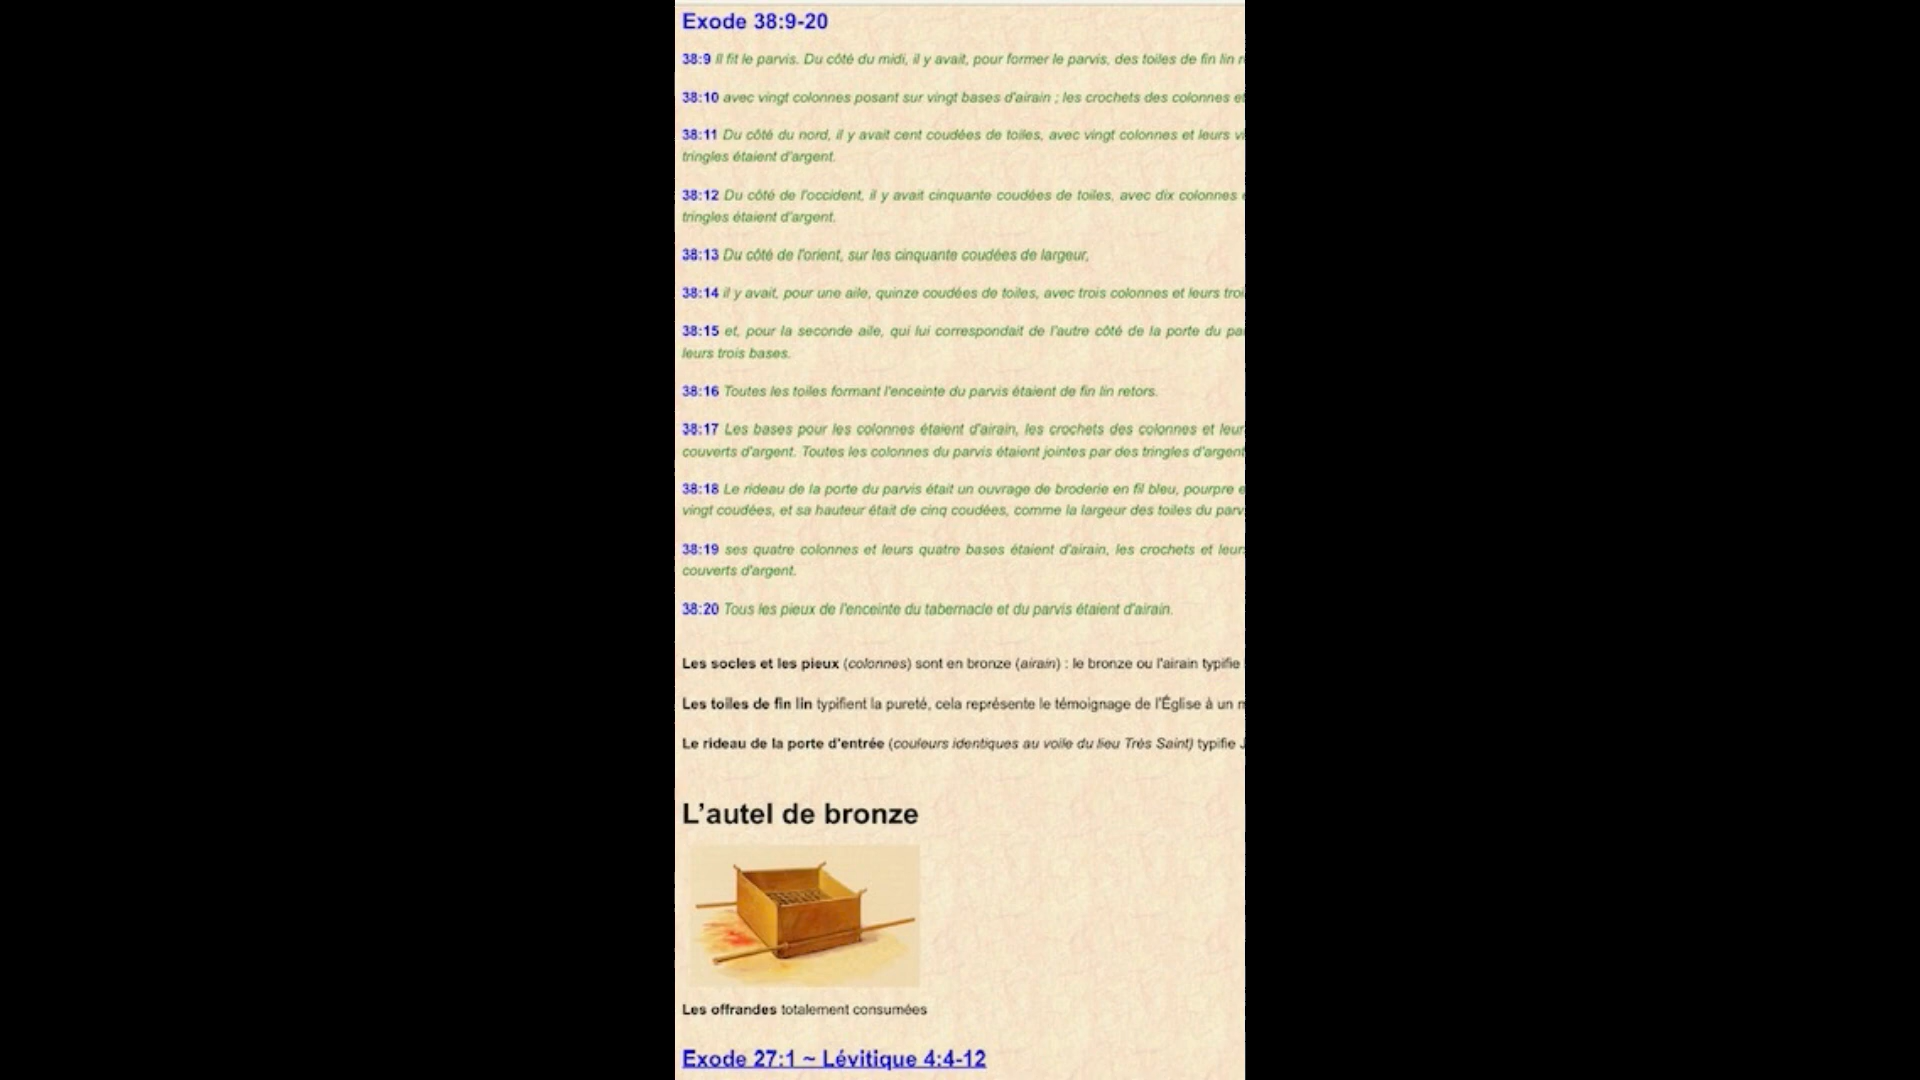 Exode 38:9-20
38:9 Il fit le parvis. Du côté du midi, il y avait, pour former le parvis, des toiles de fin lin
38:10 avec vingt colonnes posant sur vingt bases d'airain ; les crochets des colonnes et
38:11 Du côté du nord, il y avait cent coudées de toiles, avec vingt colonnes et leurs
tringles étaient d'argent.
38:12 Du côté de l'occident, il y avait cinquante coudées de toiles, avec dix colonnes
tringles étaient d'argent.
38:13 Du côté de l'orient, sur les cinquante coudées de largeur,
38:14 il y avait, pour une aile, quinze coudées de toiles, avec trois colonnes et leurs troi
38:15 et, pour la seconde aile, qui lui correspondait de l'autre côté de la porte du pa
leurs trois bases.
38:16 Toutes les toiles formant l'enceinte du parvis étaient de fin lin retors.
38:17 Les bases pour les colonnes étaient d'airain, les crochets des colonnes et leur
couverts d'argent. Toutes les colonnes du parvis étaient jointes par des tringles d'argent
38:18 Le rideau de la porte du parvis était un ouvrage de broderie en fil bleu, pourpre e
vingt coudées, et sa hauteur était de cinq coudées, comme la largeur des toiles du parv
38:19 ses quatre colonnes et leurs quatre bases étaient d'airain, les crochets et leur
couverts d'argent.
38:20 Tous les pieux de l'enceinte du tabernacle et du parvis étaient d'airain.
Les socles et les pieux (colonnes) sont en bronze (airain) : le bronze ou l'airain typifie
Les toiles de fin lin typifient la pureté, cela représente le témoignage de l'Église à un
Le rideau de la porte d'entrée (couleurs identiques au voile du lieu Très Saint) typifie
L’autel de bronze
Les offrandes totalement consumées
Exode 27:1 ~ Lévitique 4:4-12